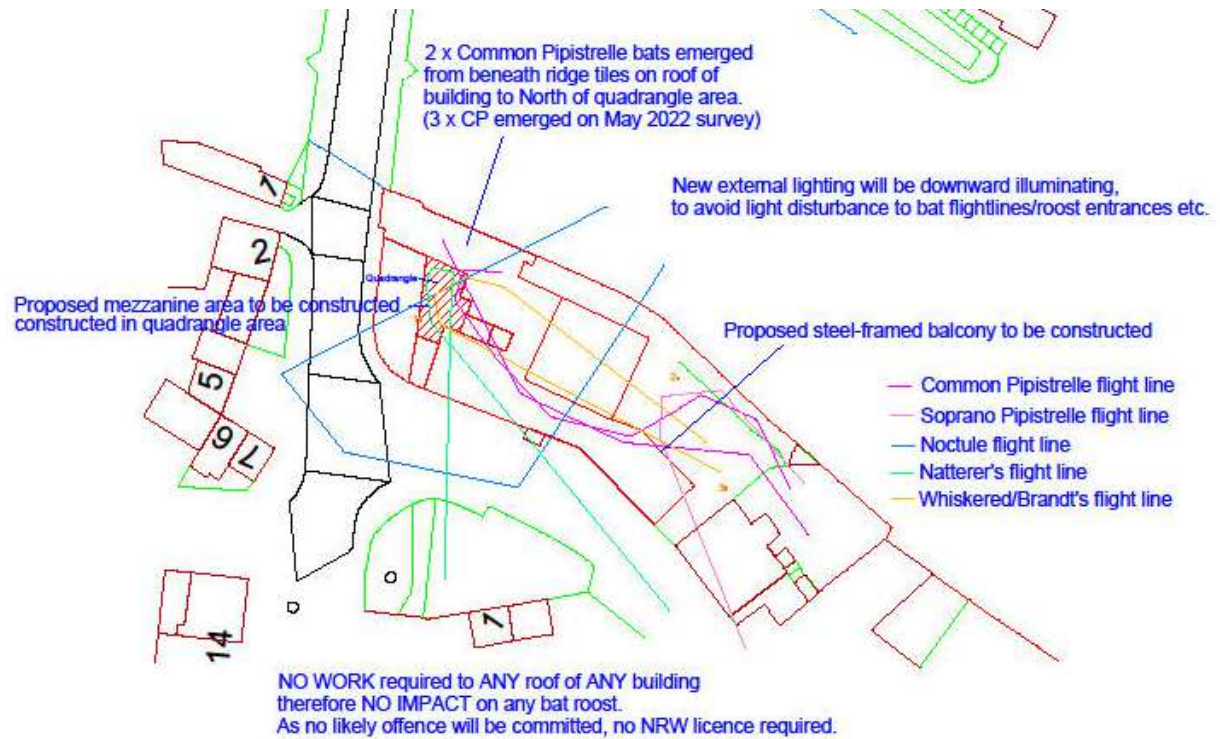 2 x Common Pipistrelle bats emerged
from beneath ridge tiles on roof of
building to North of quadrangle area.
(3 x CP emerged on May 2022 survey)
1
New external lighting will be downward illuminating,
to avoid light disturbance to bat flightlines/roost entrances etc.
2
Quadrangle
Proposed mezzanine area to be constructed
constructed in quadrangle area
Proposed steel-framed balcony to be constructed
5
6
7
Common Pipistrelle flight line
Soprano Pipistrelle flight line
Noctule flight line
Natterer's flight line
Whiskered/Brandt's flight line
14
1
NO WORK required to ANY roof of ANY building
therefore NO IMPACT on any bat roost.
As no likely offence will be committed, no NRW licence required.